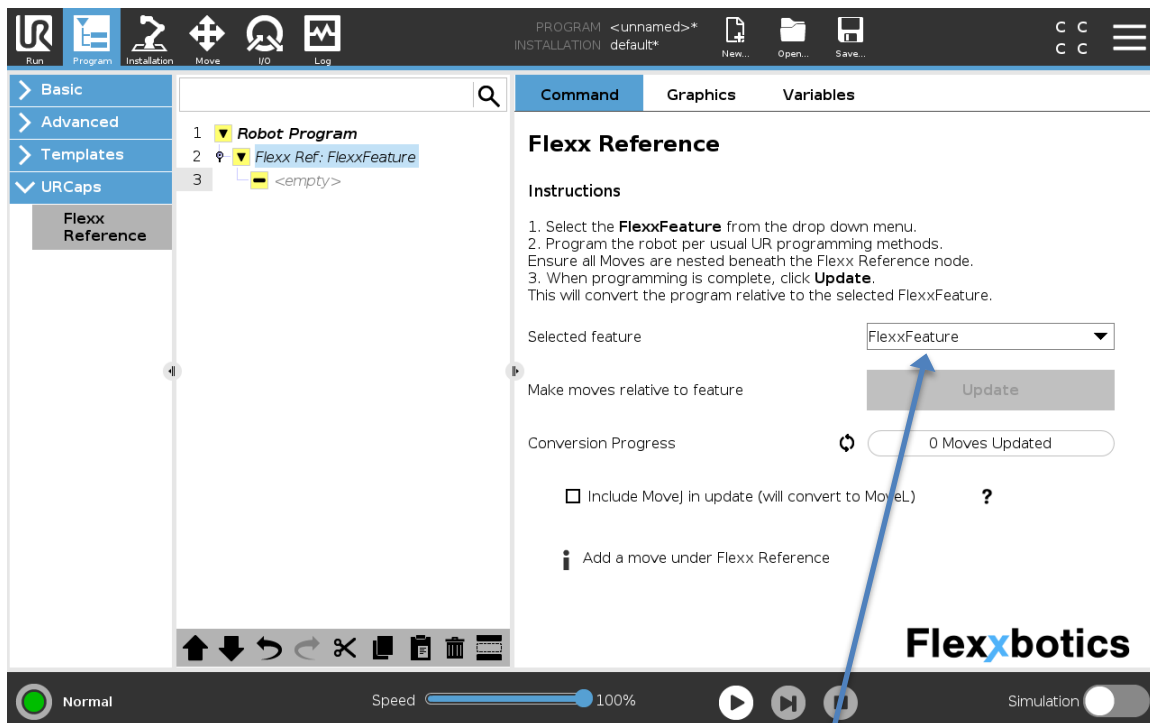 PROGRAM <unnamed>*
INSTALLATION default*
Run
Program
Installation
Move
I/O
Log
New...
Open...
Save...
C C
C C
Basic
Advanced
Templates
URCaps
Flexx
Reference
1 Robot Program
2 Flexx Ref: FlexxFeature
3 <empty>
Command Graphics Variables
Flexx Reference
Instructions
1. Select the FlexxFeature from the drop down menu.
2. Program the robot per usual UR programming methods.
Ensure all Moves are nested beneath the Flexx Reference node.
3. When programming is complete, click Update.
This will convert the program relative to the selected FlexxFeature.
Selected feature FlexxFeature
Make moves relative to feature Update
Conversion Progress 0 Moves Updated
Include MoveJ in update (will convert to MoveL) ?
i Add a move under Flexx Reference
Flexxbotics
Normal
Speed 100%
Simulation